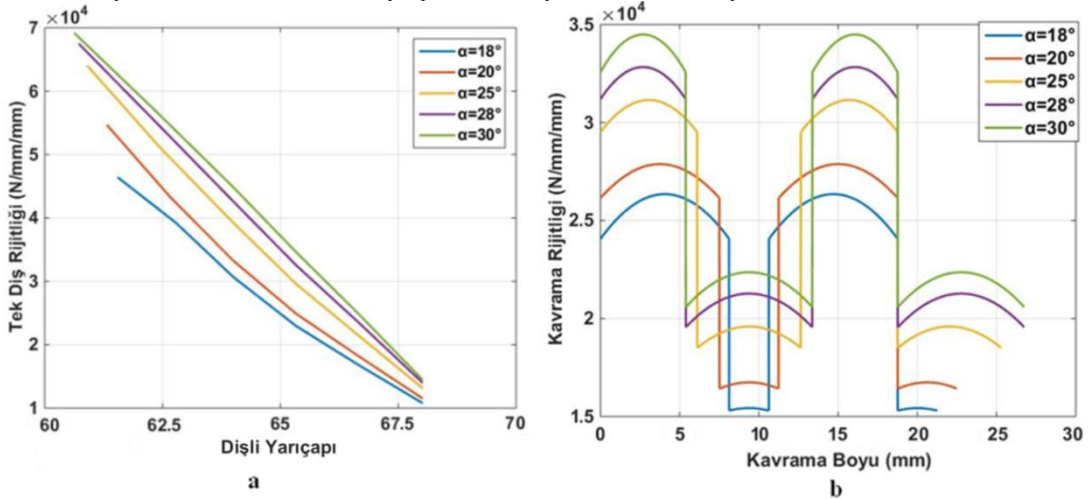 ×10⁴
7
6
5
4
3
2
1
60
62.5
65
67.5
70
Tek Diş Rijitliği (N/mm/mm)
Dişli Yarıçapı
α=18°
α=20°
α=25°
α=28°
α=30°
a
×10⁴
3.5
3
2.5
2
1.5
0
5
10
15
20
25
30
Kavrama Rijitligi (N/mm/mm)
Kavrama Boyu (mm)
α=18°
α=20°
α=25°
α=28°
α=30°
b